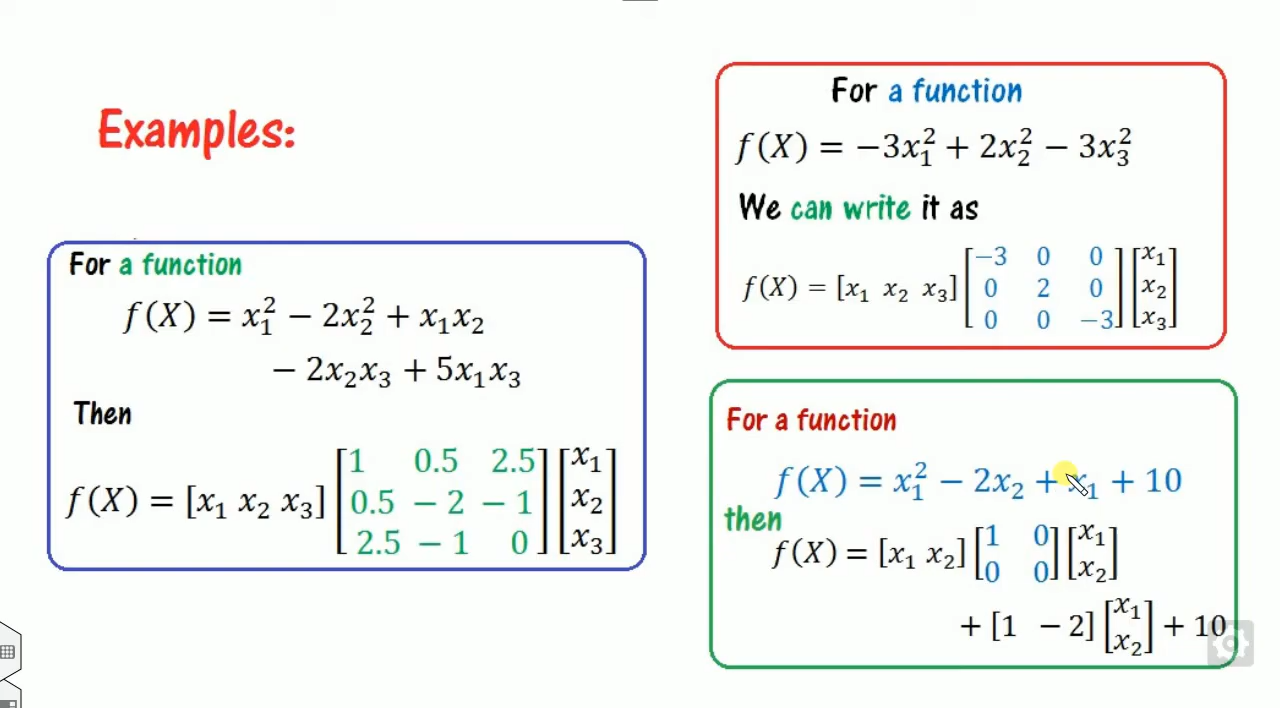 Examples:
For a function
f(X) = x₁² − 2x₂² + x₁x₂
− 2x₂x₃ + 5x₁x₃
Then
f(X) = [x₁ x₂ x₃] [1 0.5 2.5; 0.5 − 2 − 1; 2.5 − 1 0] [x₁; x₂; x₃]
For a function
f(X) = −3x₁² + 2x₂² − 3x₃²
We can write it as
f(X) = [x₁ x₂ x₃] [−3 0 0; 0 2 0; 0 0 −3] [x₁; x₂; x₃]
For a function
f(X) = x₁² − 2x₂ + x₁ + 10
then
f(X) = [x₁ x₂] [1 0; 0 0] [x₁; x₂]
+ [1 − 2] [x₁; x₂] + 10